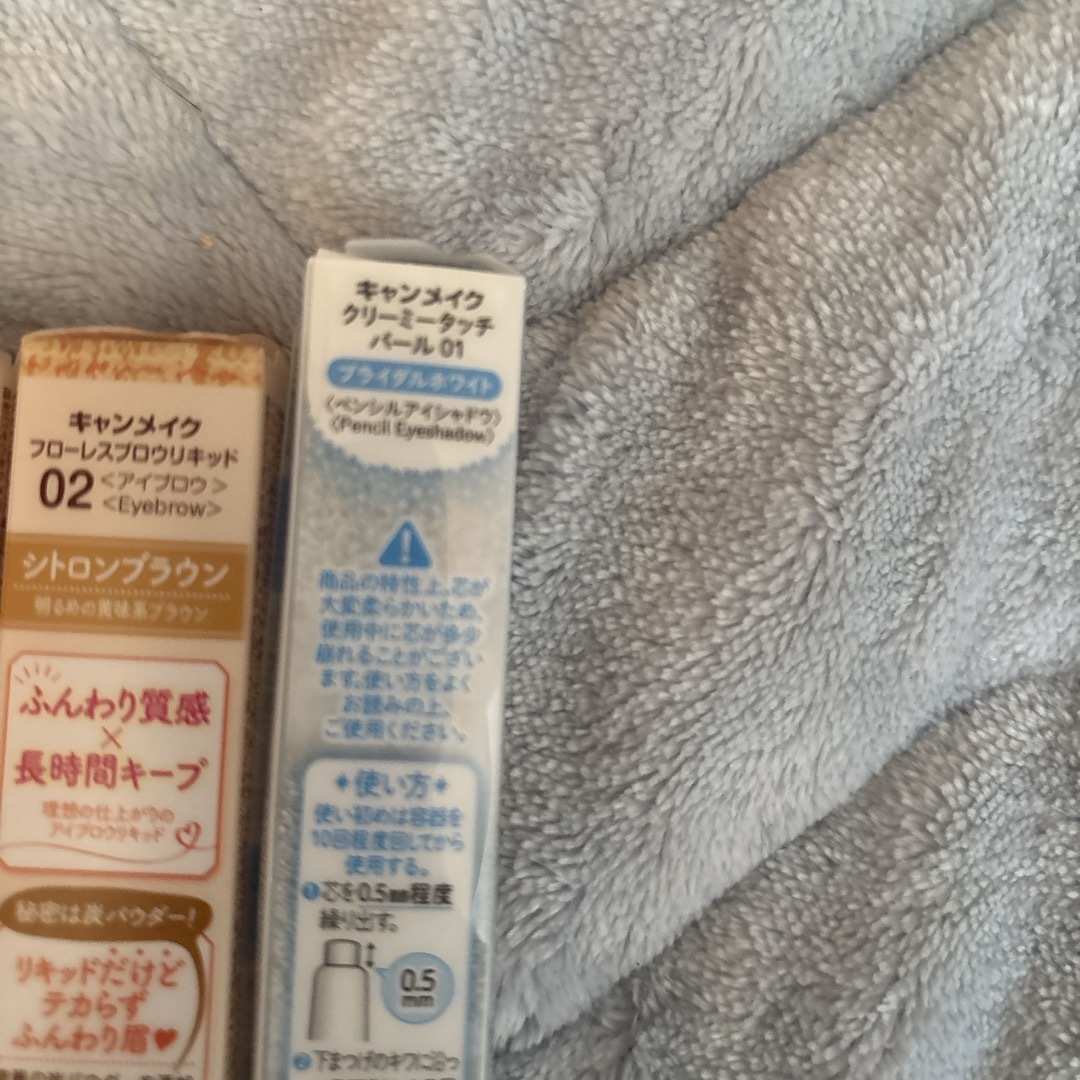 キャンメイク
フローレスブロウリキッド
02 <アイブロウ>
<Eyebrow>
シトロンブラウン
明るめの黄味系ブラウン
ふんわり質感
×
長時間キープ
理想の仕上がりの
アイブロウリキッド
秘密は炭パウダー!
リキッドだけど
テカらず
ふんわり眉♥
キャンメイク
クリーミータッチ
パール 01
ブライダルホワイト
<ペンシルアイシャドウ>
<Pencil Eyeshadow>
商品の特性上、芯が
大変柔らかいため、
使用中に芯が多少
崩れることがござい
ます。使い方をよく
お読みの上、
ご使用ください。
使い方
使い初めは容器を
10回程度回してから
使用する。
1 芯を0.5mm程度
繰り出す。
0.5
mm
2 下まつげのキワに沿っ